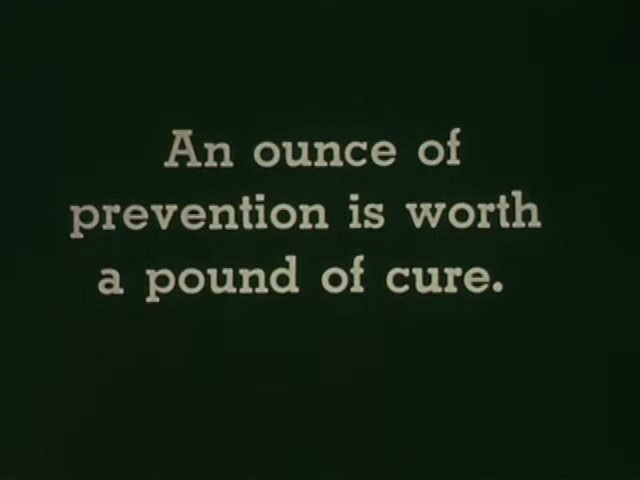 An ounce of
prevention is worth
a pound of cure.